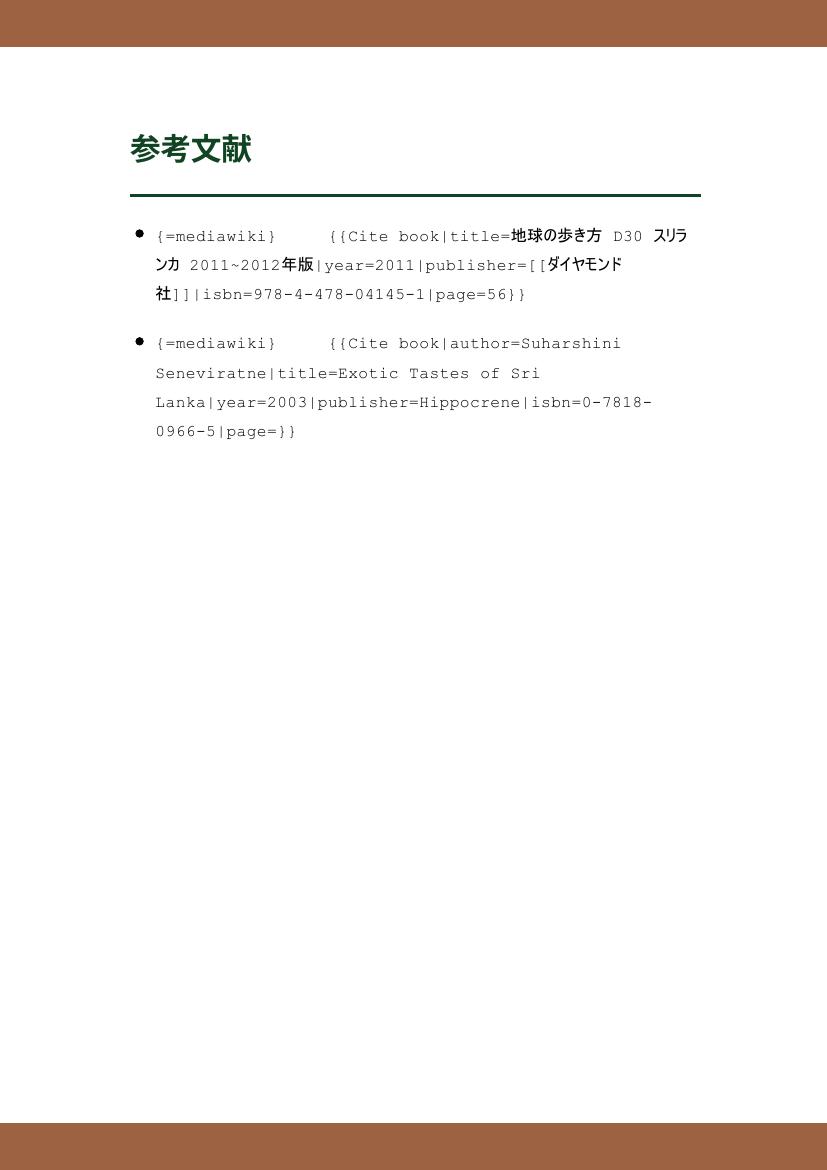 参考文献
● {=mediawiki}     {{Cite book|title=地球の歩き方 D30 スリラ
ンカ 2011~2012年版|year=2011|publisher=[[ダイヤモンド
社]]|isbn=978-4-478-04145-1|page=56}}
● {=mediawiki}     {{Cite book|author=Suharshini
Seneviratne|title=Exotic Tastes of Sri
Lanka|year=2003|publisher=Hippocrene|isbn=0-7818-
0966-5|page=}}